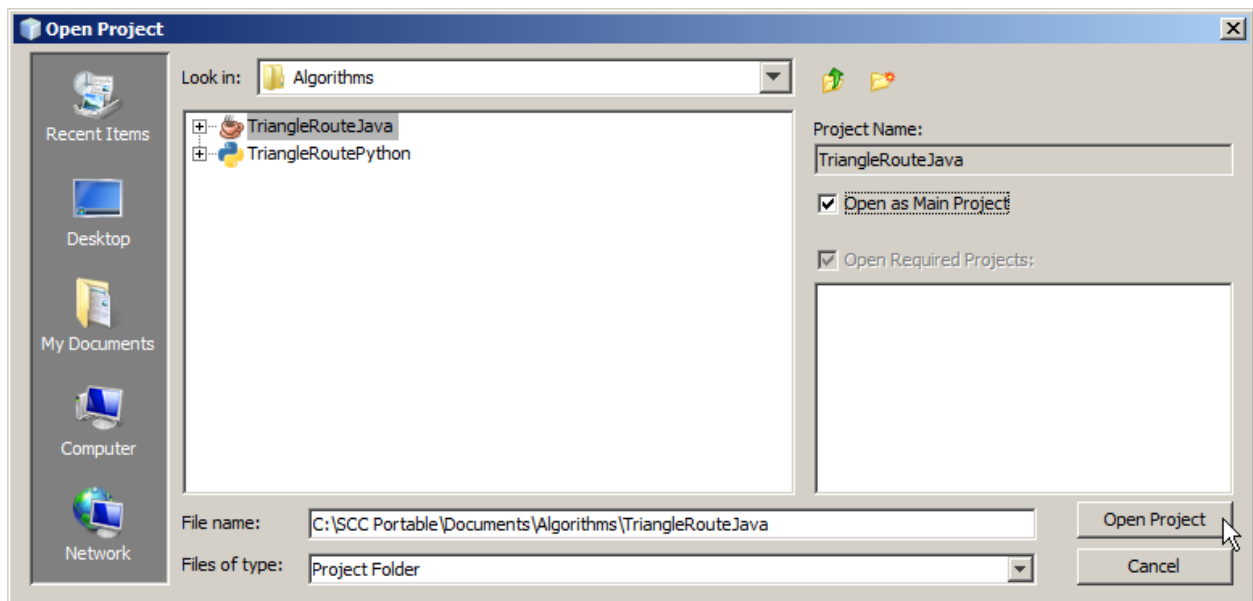 Open Project
Look in: Algorithms
Recent Items
Desktop
My Documents
Computer
Network
TriangleRouteJava
TriangleRoutePython
Project Name:
TriangleRouteJava
Open as Main Project
Open Required Projects:
File name: C:\SCC Portable\Documents\Algorithms\TriangleRouteJava
Open Project
Files of type: Project Folder
Cancel